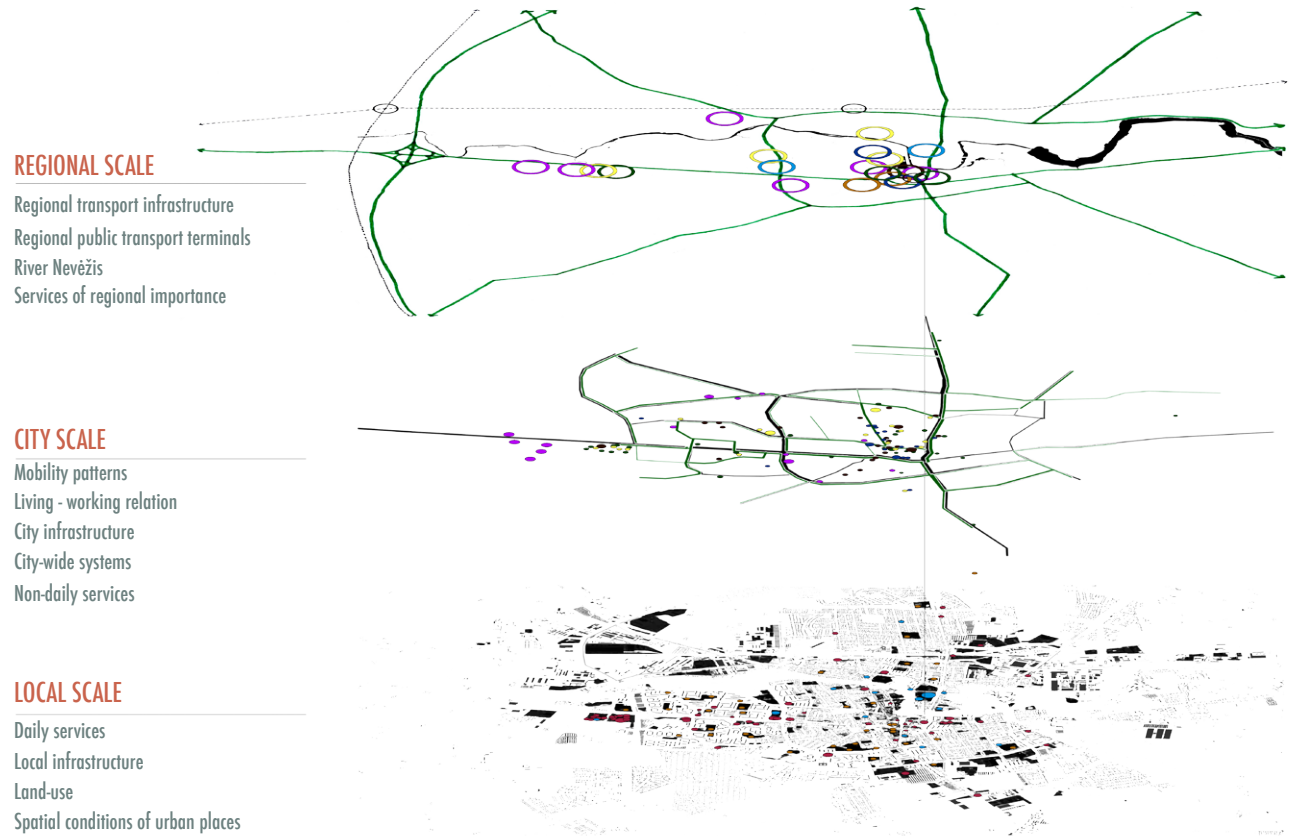 REGIONAL SCALE
Regional transport infrastructure
Regional public transport terminals
River Nevėžis
Services of regional importance
CITY SCALE
Mobility patterns
Living - working relation
City infrastructure
City-wide systems
Non-daily services
LOCAL SCALE
Daily services
Local infrastructure
Land-use
Spatial conditions of urban places